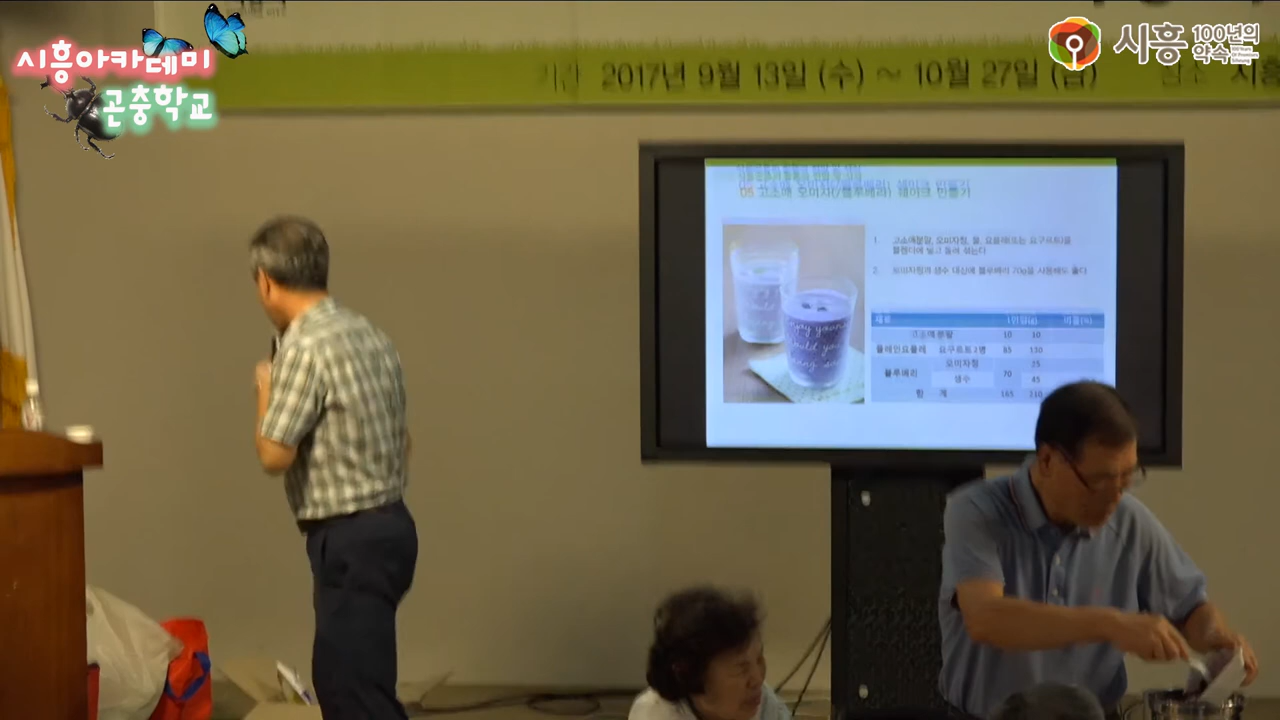 시흥아카데미
곤충학교
시흥 100년의 약속
기간 2017년 9월 13일 (수) ~ 10월 27일 (금)
05 고소애 오미자(/블루베리) 쉐이크 만들기
1. 고소애분말, 오미자청, 물, 요플레(또는 요구르트)를
블렌더에 넣고 돌려 섞는다
2. 오미자청과 생수 대신에 블루베리 70g을 사용해도 좋다
재료 1인당(g) 비율(%)
고소애 분말 10 10
플레인요플레 요구르트 2병 85 130
오미자청 25
블루베리 70
생수 45
합 계 165 210